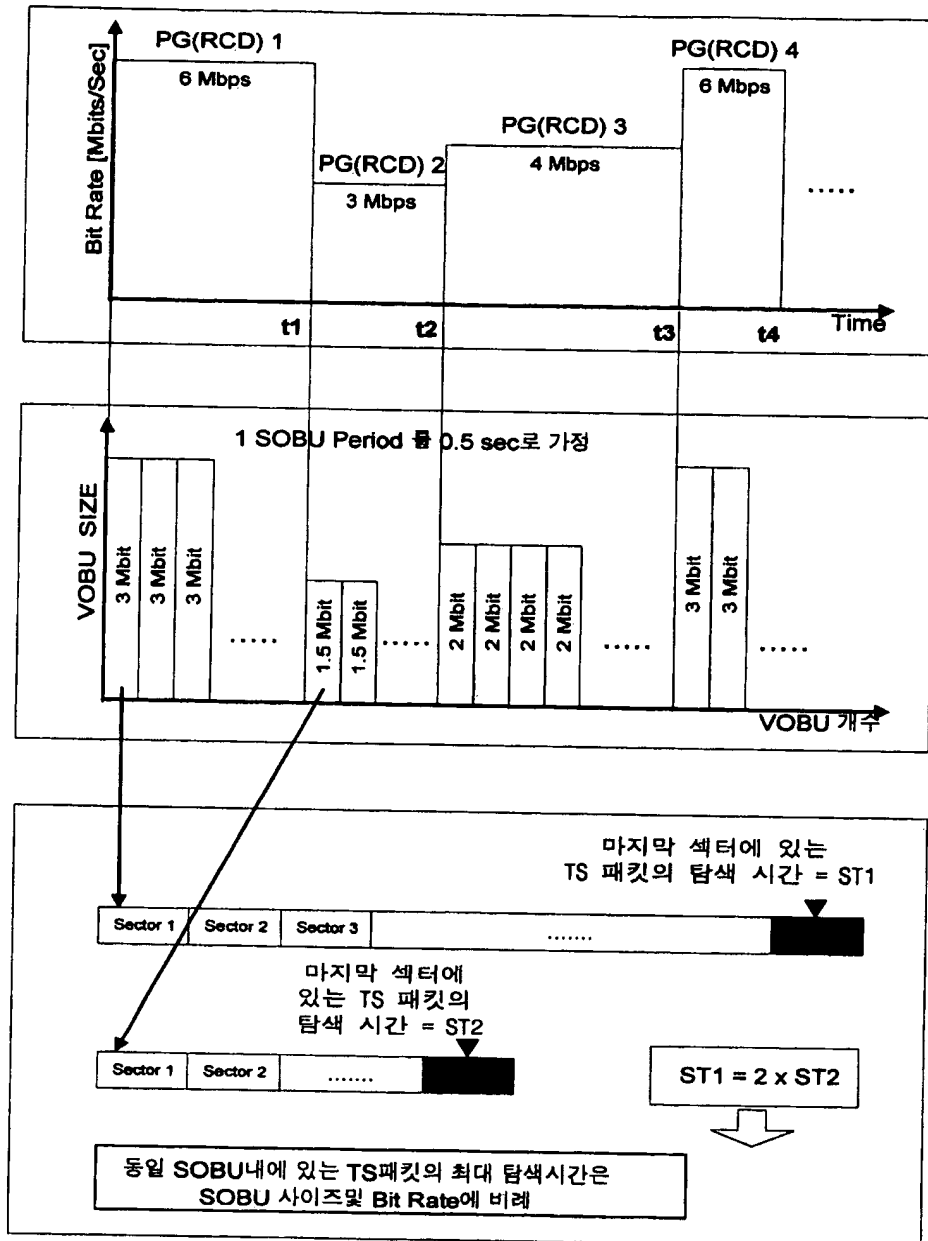 PG(RCD) 1
6 Mbps
PG(RCD) 2
3 Mbps
PG(RCD) 3
4 Mbps
PG(RCD) 4
6 Mbps
.....
Bit Rate [Mbits/Sec]
t1
t2
t3
t4
Time
1 SOBU Period 를 0.5 sec로 가정
VOBU SIZE
3 Mbit
3 Mbit
3 Mbit
.....
1.5 Mbit
1.5 Mbit
.....
2 Mbit
2 Mbit
2 Mbit
2 Mbit
.....
3 Mbit
3 Mbit
.....
VOBU 개수
마지막 섹터에 있는
TS 패킷의 탐색 시간 = ST1
Sector 1
Sector 2
Sector 3
.......
마지막 섹터에
있는 TS 패킷의
탐색 시간 = ST2
Sector 1
Sector 2
.......
ST1 = 2 x ST2
동일 SOBU내에 있는 TS패킷의 최대 탐색시간은
SOBU 사이즈및 Bit Rate에 비례